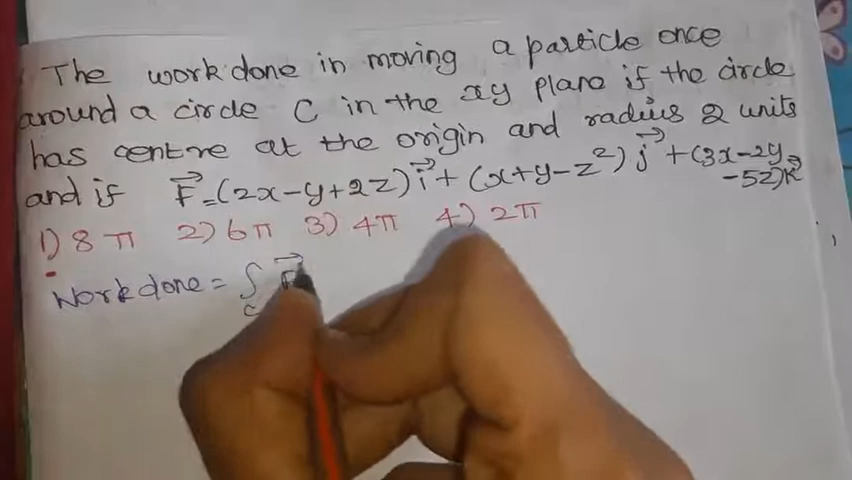 The work done in moving a particle once
around a circle C in the xy plane if the circle
has centre at the origin and radius 2 units
and if F⃗ = (2x-y+2z)i⃗ + (x+y-z²)j⃗ + (3x-2y
-5z)k⃗
1) 8π 2) 6π 3) 4π 4) 2π
Work done = ∫c